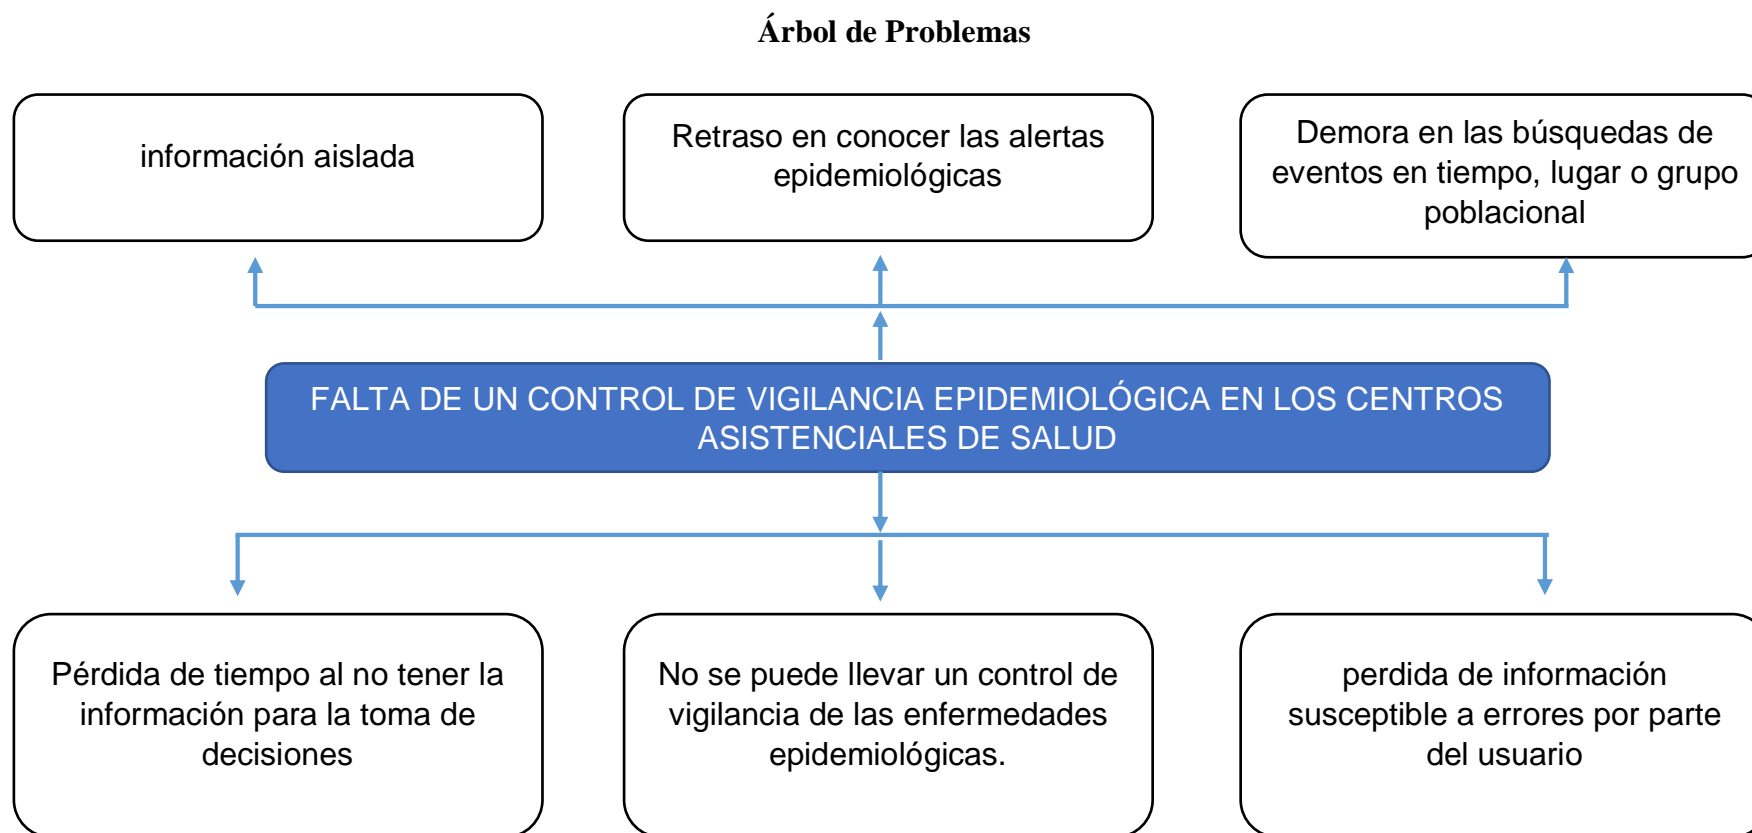 Árbol de Problemas
información aislada
Retraso en conocer las alertas
epidemiológicas
Demora en las búsquedas de
eventos en tiempo, lugar o grupo
poblacional
FALTA DE UN CONTROL DE VIGILANCIA EPIDEMIOLÓGICA EN LOS CENTROS
ASISTENCIALES DE SALUD
Pérdida de tiempo al no tener la
información para la toma de
decisiones
No se puede llevar un control de
vigilancia de las enfermedades
epidemiológicas.
perdida de información
susceptible a errores por parte
del usuario